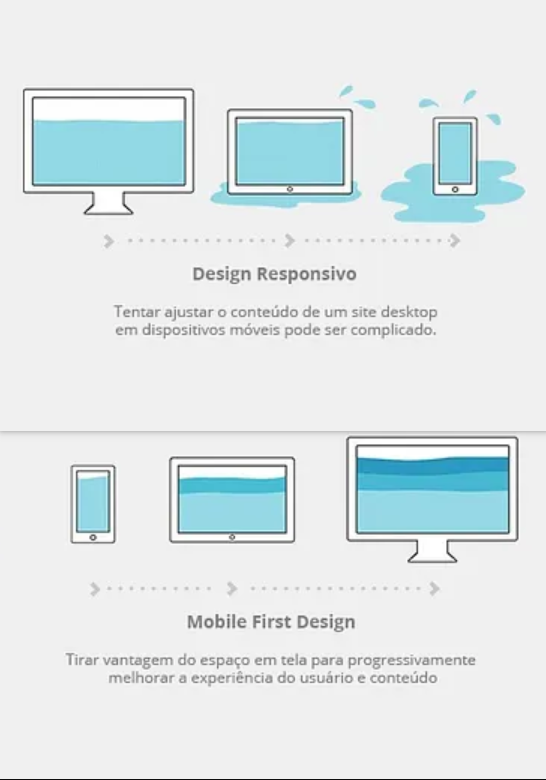 Design Responsivo
Tentar ajustar o conteúdo de um site desktop
em dispositivos móveis pode ser complicado.
Mobile First Design
Tirar vantagem do espaço em tela para progressivamente
melhorar a experiência do usuário e conteúdo